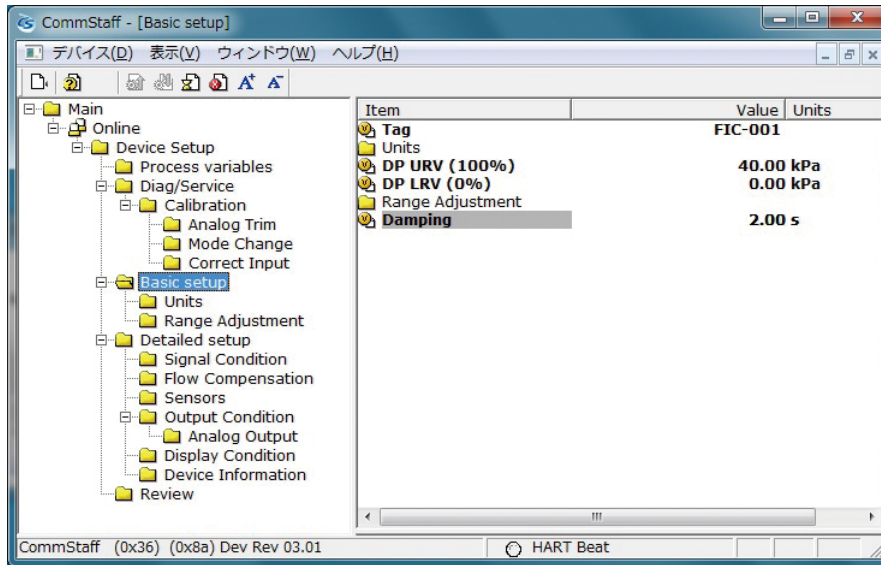 CommStaff - [Basic setup]
デバイス(D) 表示(V) ウィンドウ(W) ヘルプ(H)
Main
Online
Device Setup
Process variables
Diag/Service
Calibration
Analog Trim
Mode Change
Correct Input
Basic setup
Units
Range Adjustment
Detailed setup
Signal Condition
Flow Compensation
Sensors
Output Condition
Analog Output
Display Condition
Device Information
Review
Item Value Units
Tag FIC-001
Units
DP URV (100%) 40.00 kPa
DP LRV (0%) 0.00 kPa
Range Adjustment
Damping 2.00 s
CommStaff (0x36) (0x8a) Dev Rev 03.01 HART Beat